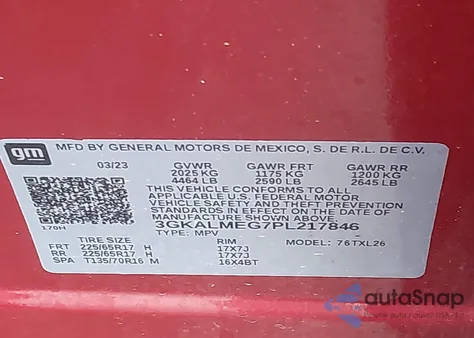 gm
MFD BY GENERAL MOTORS DE MEXICO, S. DE R.L. DE C.V.
03/23 GVWR GAWR FRT GAWR RR
2025 KG 1175 KG 1200 KG
4464 LB 2590 LB 2645 LB
THIS VEHICLE CONFORMS TO ALL
APPLICABLE U.S. FEDERAL MOTOR
VEHICLE SAFETY AND THEFT PREVENTION
STANDARDS IN EFFECT ON THE DATE OF
MANUFACTURE SHOWN ABOVE.
3GKALMEG7PL217846
170H TYPE: MPV MODEL: 76TXL26
TIRE SIZE RIM
FRT 225/65R17 H 17X7J
RR 225/65R17 H 17X7J
SPA T135/70R16 M 16X4BT
autoSnap